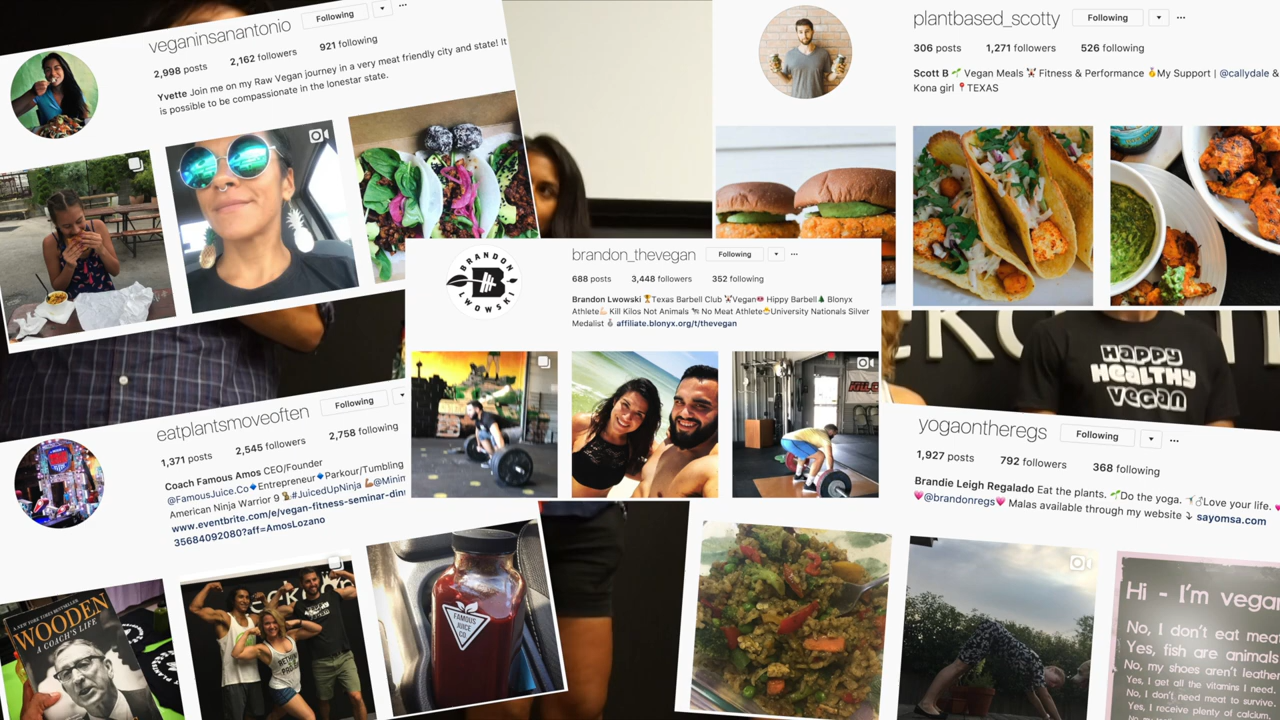 veganinsanantonio Following
2,998 posts 2,162 followers 921 following
Yvette Join me on my Raw Vegan journey in a very meat friendly city and state! It
is possible to be compassionate in the lonestar state.
plantbased_scotty Following
306 posts 1,271 followers 526 following
Scott B 🌱 Vegan Meals 🏋 Fitness & Performance 🏅My Support | @callydale &
Kona girl 📍TEXAS
BRANDON
LWOWSKI
brandon_thevegan Following
688 posts 3,448 followers 352 following
Brandon Lwowski 🏆Texas Barbell Club 🏋Vegan🍉 Hippy Barbell🌲 Blonyx
Athlete💪🏻 Kill Kilos Not Animals 🐄 No Meat Athlete👲University Nationals Silver
Medalist 🥈 affiliate.blonyx.org/t/thevegan
HAPPY
HEALTHY
VEGAN
eatplantsmoveoften Following
1,371 posts 2,545 followers 2,758 following
Coach Famous Amos CEO/Founder
@FamousJuice.Co🔹Entrepreneur🔹Parkour/Tumbling
American Ninja Warrior 9 #JuicedUpNinja 💪🏽@Minim
www.eventbrite.com/e/vegan-fitness-seminar-dinn
35684092080?aff=AmosLozano
A NEW YORK TIMES BESTSELLER
WOODEN
A COACH'S LIFE
FAMOUS
JUICE
CO
yogaontheregs Following
1,927 posts 792 followers 368 following
Brandie Leigh Regalado Eat the plants. 🌱Do the yoga. Love your life.
💗@brandonregs💗 Malas available through my website ⤵ sayomsa.com
Hi - I'm vegan
No, I don't eat meat
Yes, fish are animals
No, my shoes aren't leather
Yes, I get all the vitamins I need.
No, I don't need meat to survive.
Yes, I receive plenty of calcium.